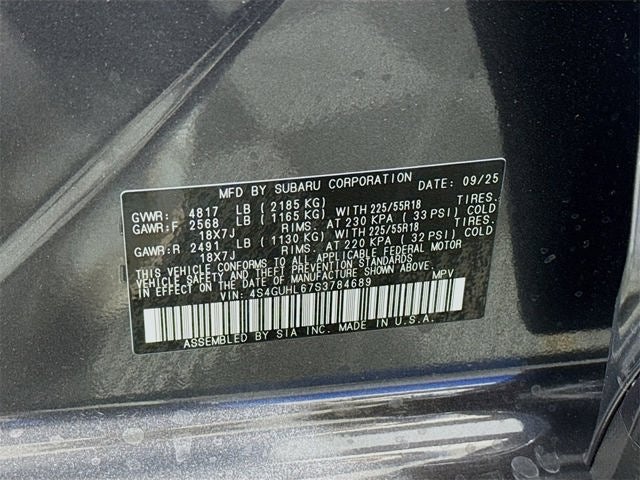 MFD BY SUBARU CORPORATION DATE: 09/25
GVWR: 4817 LB (2185 KG)
GAWR:F 2568 LB (1165 KG) WITH 225/55R18 TIRES.
18X7J RIMS. AT 230 KPA (33 PSI) COLD
GAWR:R 2491 LB (1130 KG) WITH 225/55R18 TIRES.
18X7J RIMS. AT 220 KPA (32 PSI) COLD
THIS VEHICLE CONFORMS TO ALL APPLICABLE FEDERAL MOTOR
VEHICLE SAFETY AND THEFT PREVENTION STANDARDS IN
EFFECT ON THE DATE OF MANUFACTURE SHOWN ABOVE.
VIN: 4S4GUHL67S3784689 MPV
ASSEMBLED BY SIA INC. MADE IN U.S.A.